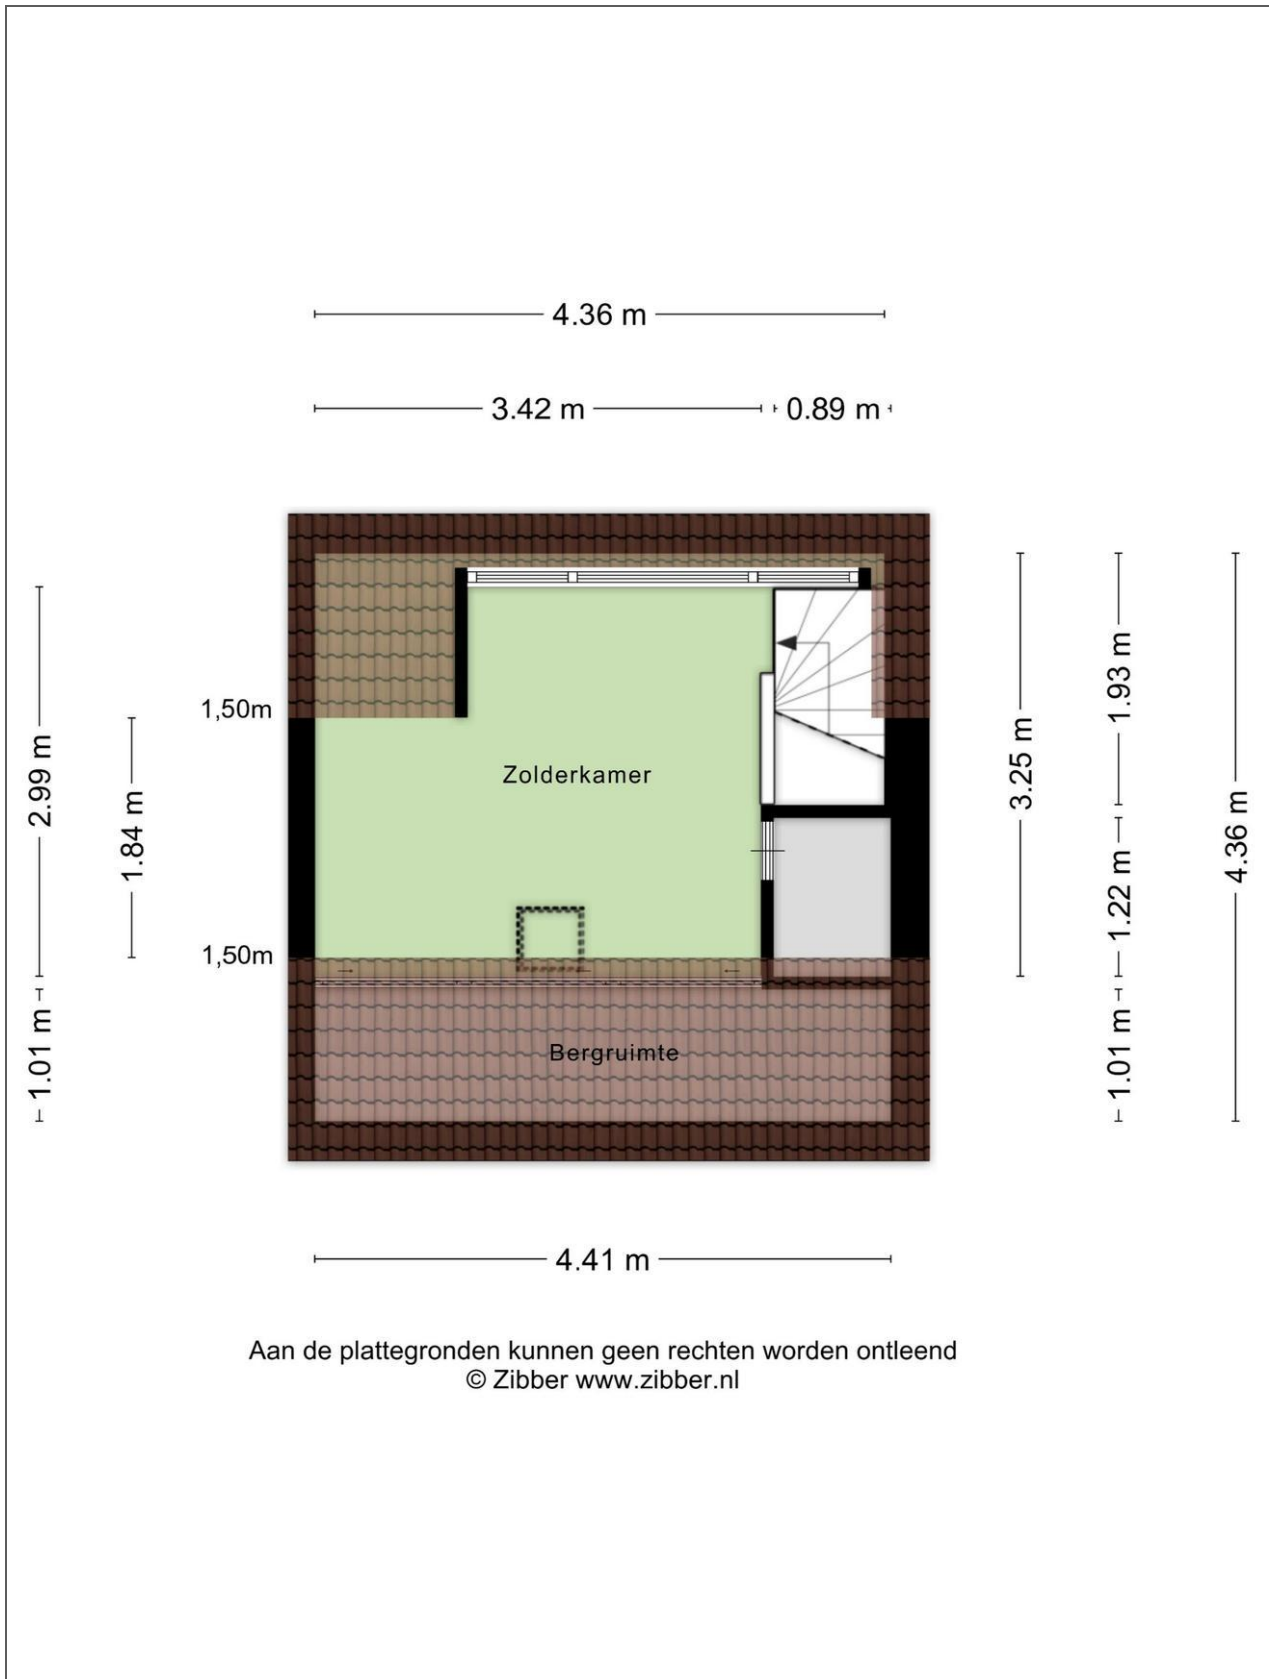 4.36 m
3.42 m
0.89 m
1,50m
1,50m
2.99 m
1.84 m
1.01 m
Zolderkamer
Bergruimte
3.25 m
1.93 m
1.22 m
1.01 m
4.36 m
4.41 m
Aan de plattegronden kunnen geen rechten worden ontleend
© Zibber www.zibber.nl